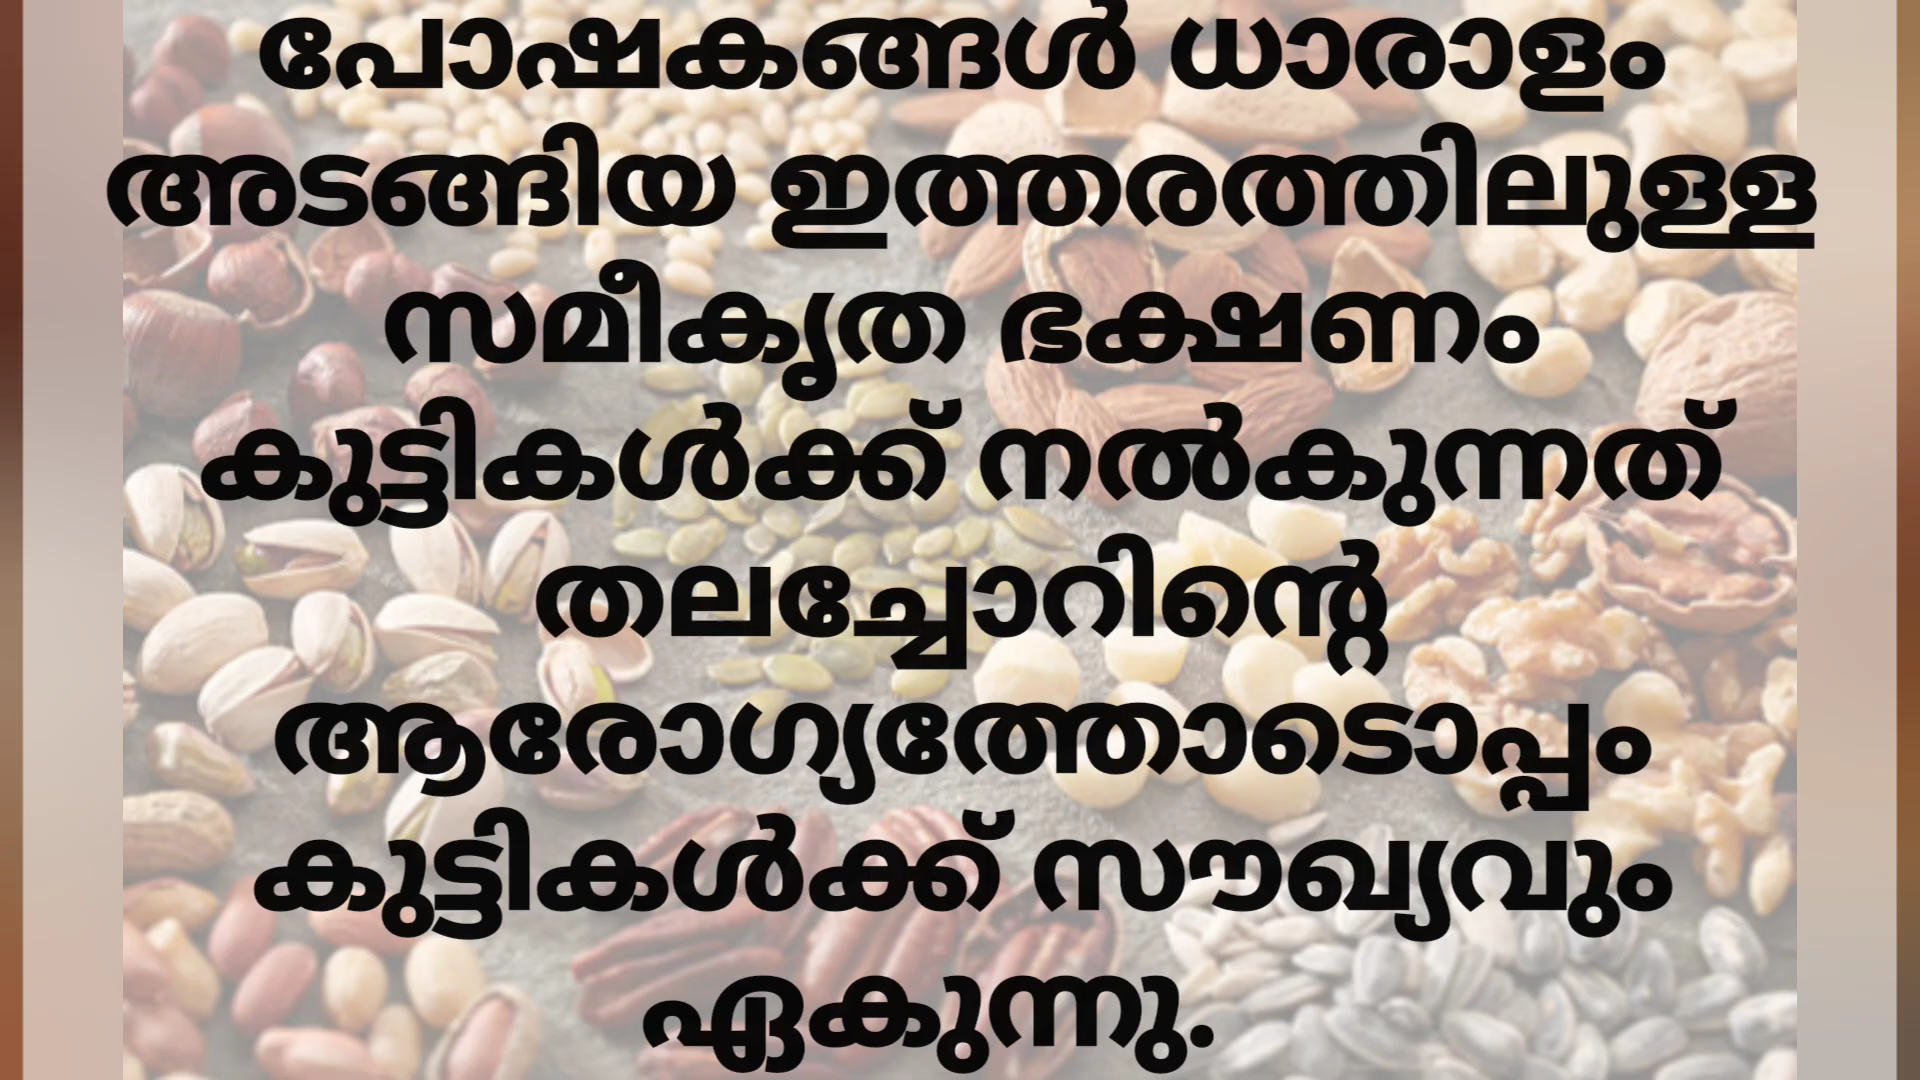 പോഷകങ്ങൾ ധാരാളം
അടങ്ങിയ ഇത്തരത്തിലുള്ള
സമീകൃത ഭക്ഷണം
കുട്ടികൾക്ക് നൽകുന്നത്
തലച്ചോറിന്റെ
ആരോഗ്യത്തോടൊപ്പം
കുട്ടികൾക്ക് സൗഖ്യവും
ഏകുന്നു.